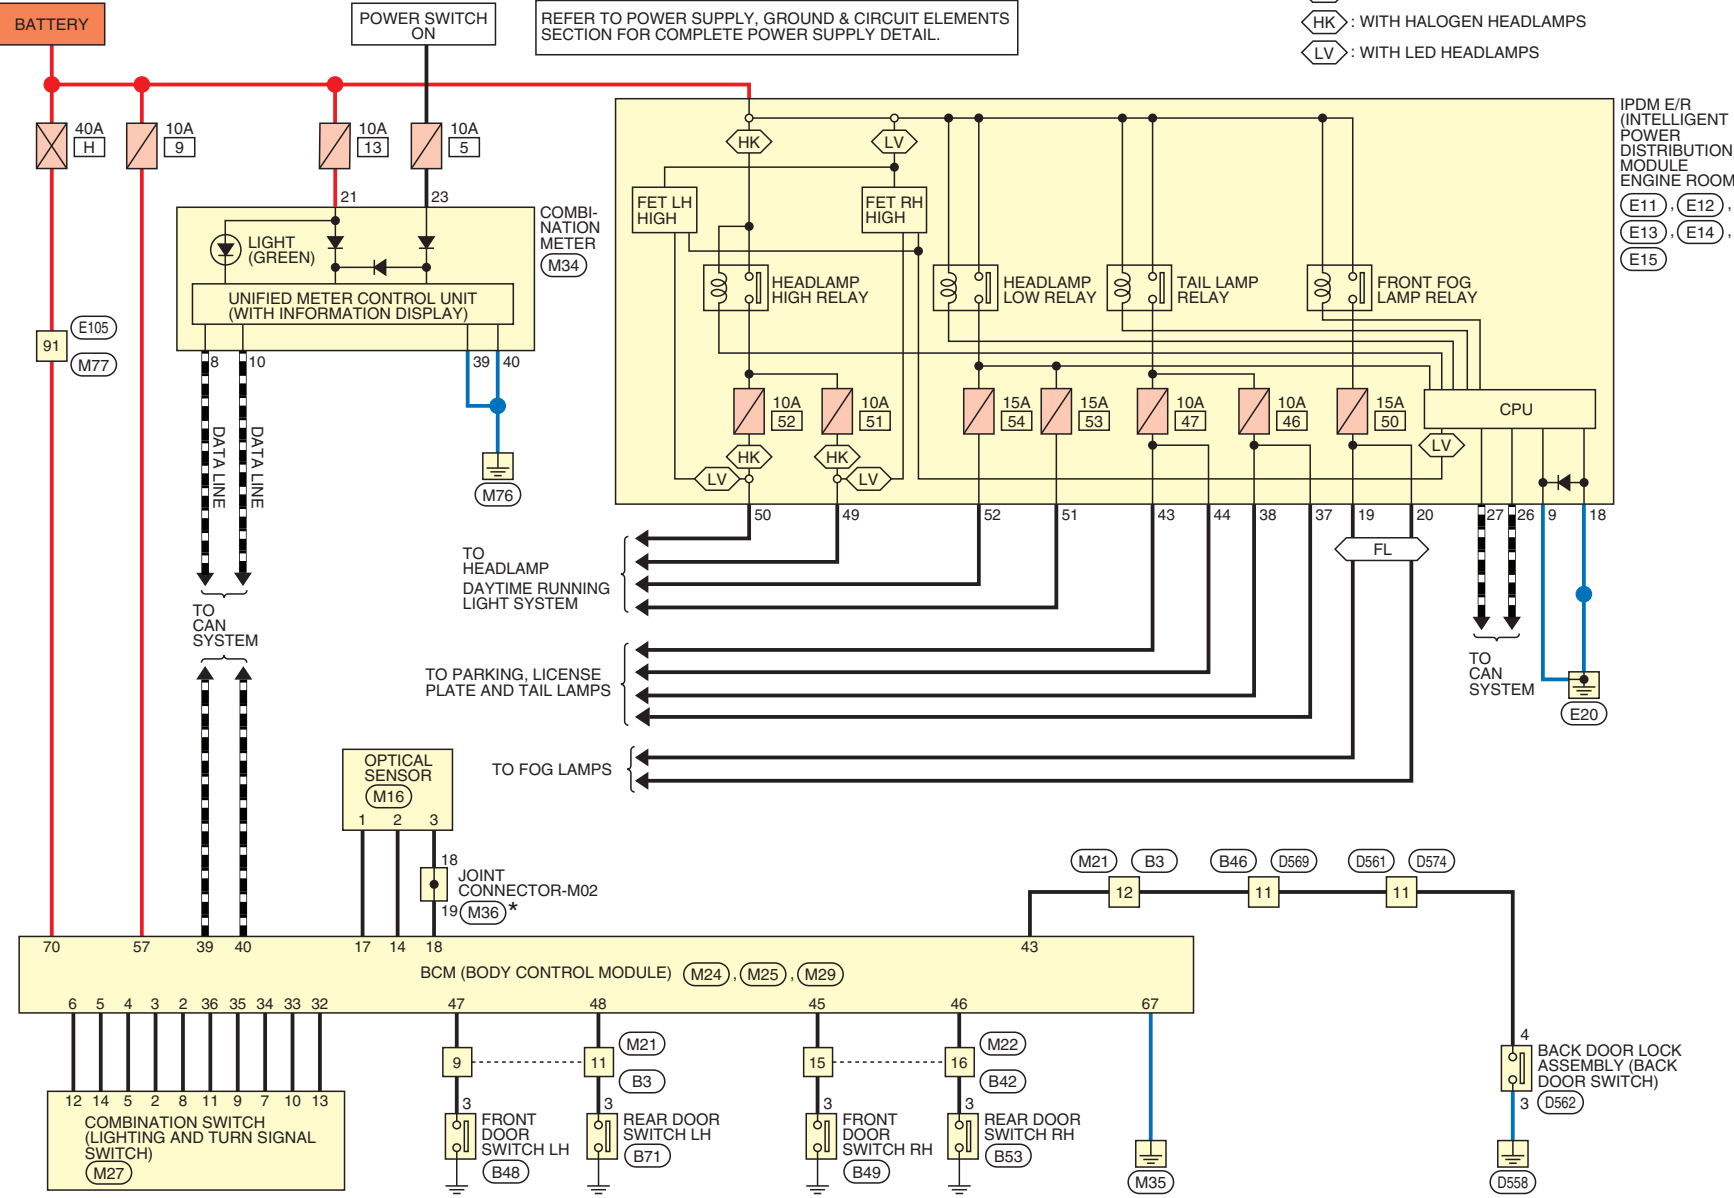 BATTERY
POWER SWITCH
ON
REFER TO POWER SUPPLY, GROUND & CIRCUIT ELEMENTS
SECTION FOR COMPLETE POWER SUPPLY DETAIL.
HK : WITH HALOGEN HEADLAMPS
LV : WITH LED HEADLAMPS
40A
H
10A
9
10A
13
10A
5
21
23
COMBI-
NATION
METER
M34
LIGHT
(GREEN)
UNIFIED METER CONTROL UNIT
(WITH INFORMATION DISPLAY)
8
10
39
40
DATA LINE
DATA LINE
M76
91
E105
M77
TO
CAN
SYSTEM
IPDM E/R
(INTELLIGENT
POWER
DISTRIBUTION
MODULE
ENGINE ROOM
E11 , E12 ,
E13 , E14 ,
E15
HK
LV
FET LH
HIGH
FET RH
HIGH
HEADLAMP
HIGH RELAY
HEADLAMP
LOW RELAY
TAIL LAMP
RELAY
FRONT FOG
LAMP RELAY
10A
52
10A
51
15A
54
15A
53
10A
47
10A
46
15A
50
CPU
HK
HK
LV
LV
LV
50
49
52
51
43
44
38
37
19
20
27
26
9
18
FL
TO
HEADLAMP
DAYTIME RUNNING
LIGHT SYSTEM
TO PARKING, LICENSE
PLATE AND TAIL LAMPS
TO FOG LAMPS
TO
CAN
SYSTEM
E20
OPTICAL
SENSOR
M16
1 2 3
18
JOINT
CONNECTOR-M02
19 M36 *
M21 B3 B46 D569 D561 D574
12 11 11
70 57 39 40 17 14 18 43
BCM (BODY CONTROL MODULE) M24 , M25 , M29
6 5 4 3 2 36 35 34 33 32 47 48 45 46 67
9
11
M21
B3
15
16
M22
B42
12 14 5 2 8 11 9 7 10 13
COMBINATION SWITCH
(LIGHTING AND TURN SIGNAL
SWITCH)
M27
3
FRONT
DOOR
SWITCH LH
B48
3
REAR DOOR
SWITCH LH
B71
3
FRONT
DOOR
SWITCH RH
B49
3
REAR DOOR
SWITCH RH
B53
M35
4
BACK DOOR LOCK
ASSEMBLY (BACK
DOOR SWITCH)
3 D562
D558